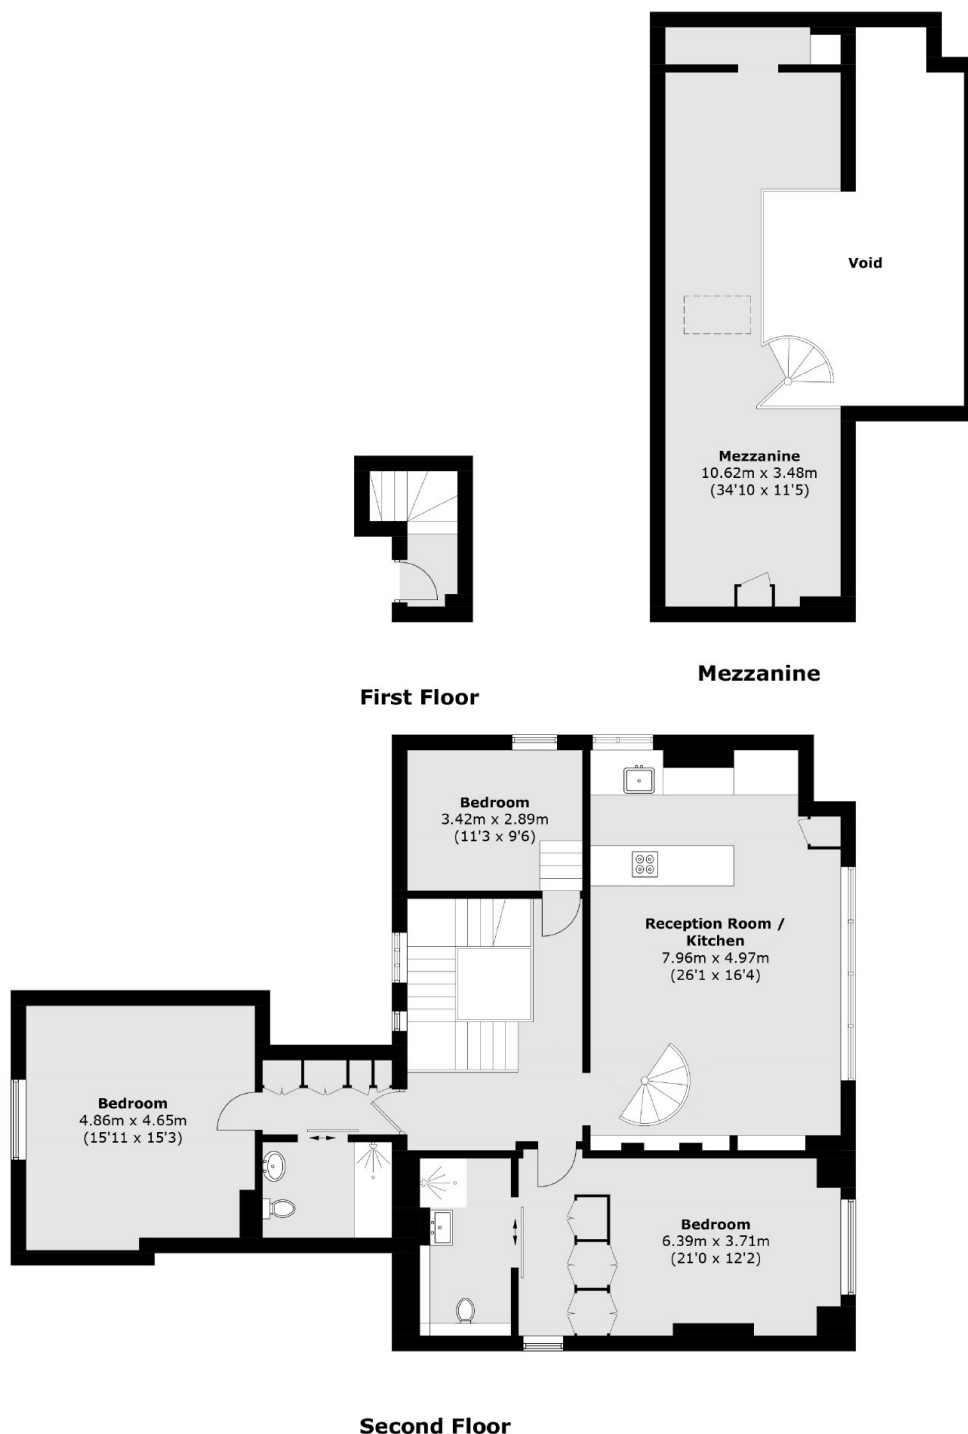 Void
Mezzanine
10.62m x 3.48m
(34'10 x 11'5)
Mezzanine
First Floor
Bedroom
3.42m x 2.89m
(11'3 x 9'6)
Reception Room /
Kitchen
7.96m x 4.97m
(26'1 x 16'4)
Bedroom
4.86m x 4.65m
(15'11 x 15'3)
Bedroom
6.39m x 3.71m
(21'0 x 12'2)
Second Floor